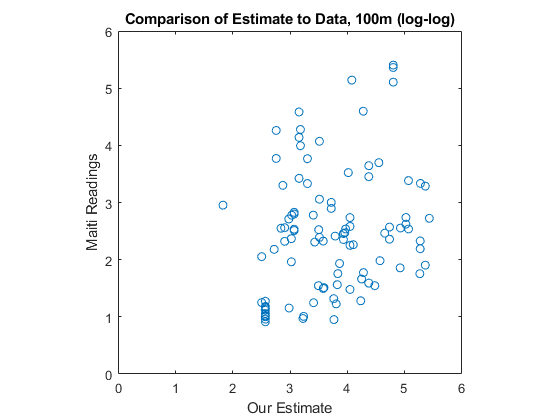 Comparison of Estimate to Data, 100m (log-log)
6
5
4
3
2
1
0
Maiti Readings
0 1 2 3 4 5 6
Our Estimate